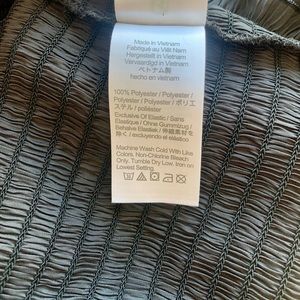 Made in Vietnam
Fabriqué au Viêt Nam
Hergestellt in Vietnam
Vervaardigd in Vietnam
ベトナム製
hecho en vietnam
100% Polyester / Polyester /
Polyester / Polyester / ポリエ
ステル / poliéster
Exclusive Of Elastic / Sans
Elastique / Ohne Gummizug /
Behalve Elastiek / 伸縮素材を
除く / excluyendo el elástico
Machine Wash Cold With Like
Colors. Non-Chlorine Bleach
Only. Tumble Dry Low. Iron on
Lowest Setting.